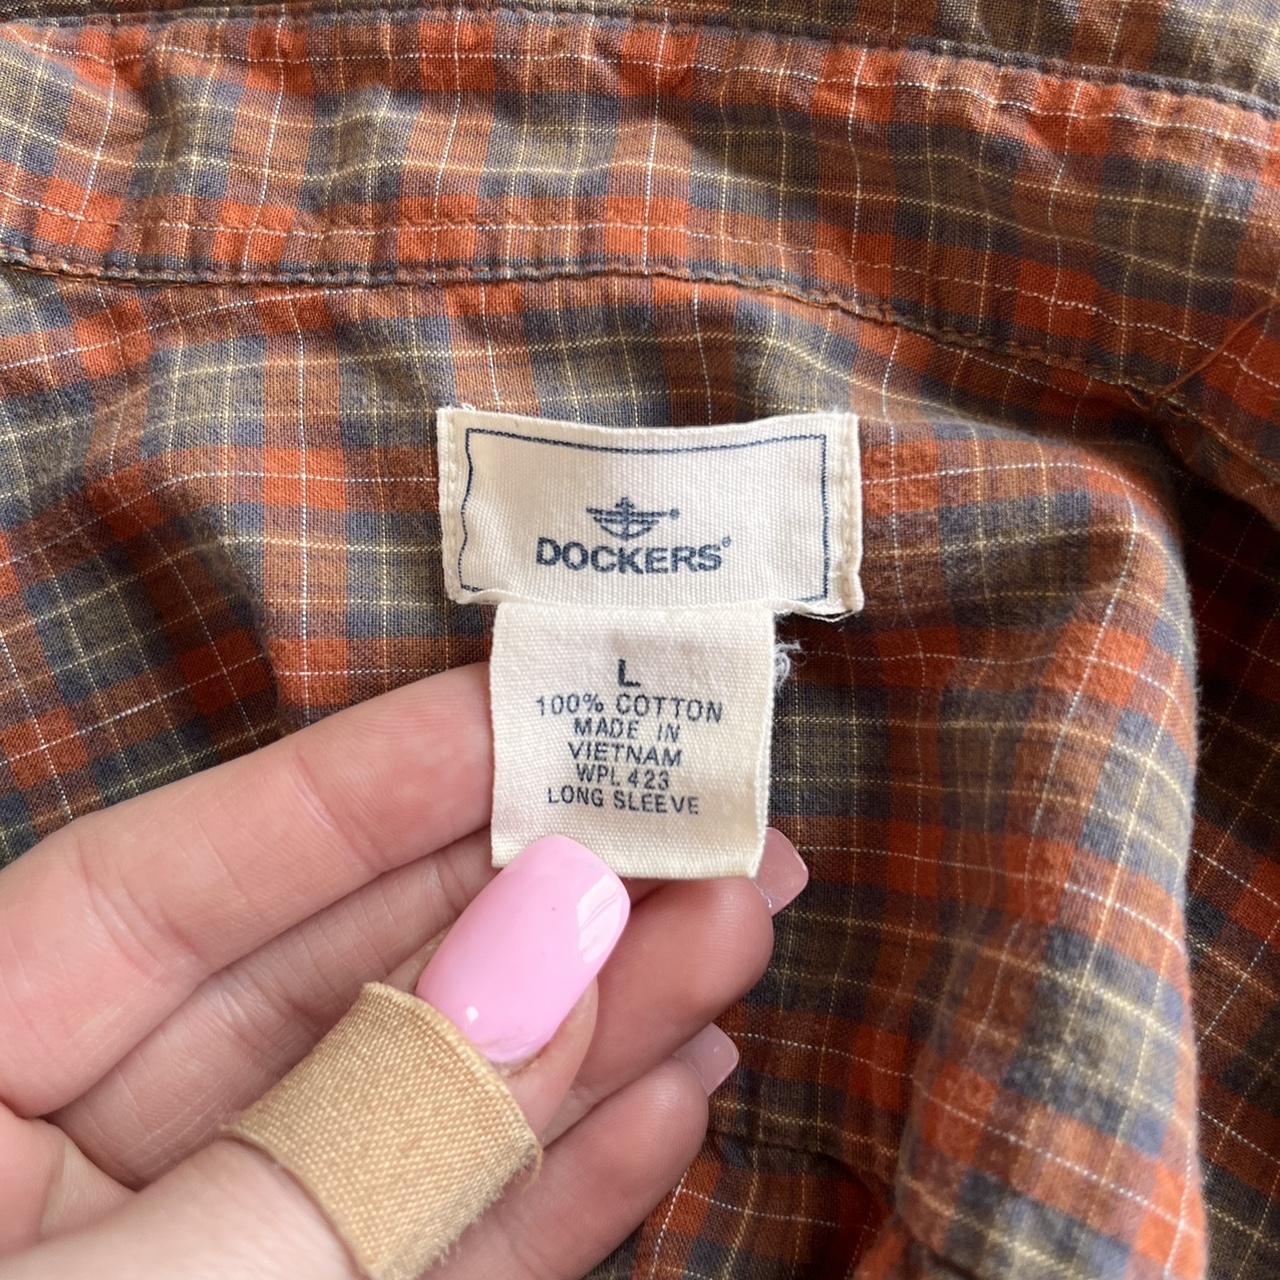 DOCKERS®
L
100% COTTON
MADE IN
VIETNAM
WPL 423
LONG SLEEVE